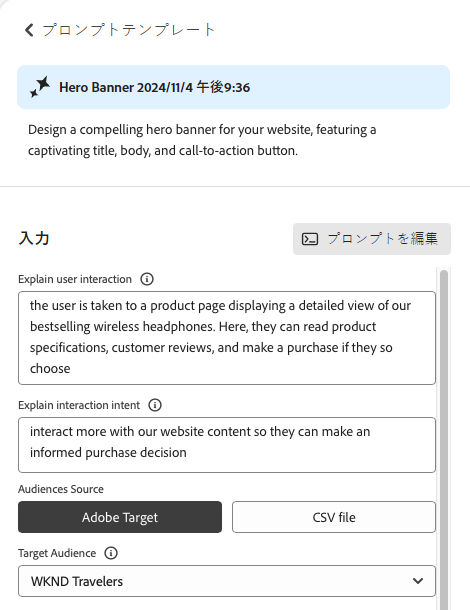 プロンプトテンプレート
Hero Banner 2024/11/4 午後9:36
Design a compelling hero banner for your website, featuring a
captivating title, body, and call-to-action button.
入力
プロンプトを編集
Explain user interaction
the user is taken to a product page displaying a detailed view of our
bestselling wireless headphones. Here, they can read product
specifications, customer reviews, and make a purchase if they so
choose
Explain interaction intent
interact more with our website content so they can make an
informed purchase decision
Audiences Source
Adobe Target
CSV file
Target Audience
WKND Travelers